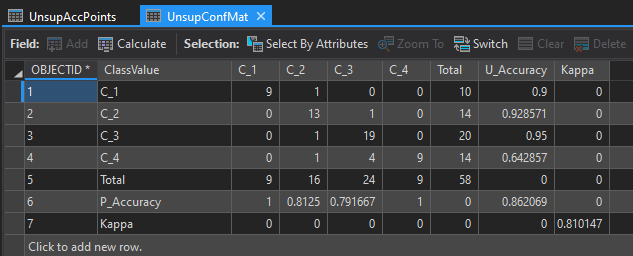 UnsupAccPoints UnsupConfMat
Field: Add Calculate Selection: Select By Attributes Zoom To Switch Clear Delete
OBJECTID * ClassValue C_1 C_2 C_3 C_4 Total U_Accuracy Kappa
1 C_1 9 1 0 0 10 0.9 0
2 C_2 0 13 1 0 14 0.928571 0
3 C_3 0 1 19 0 20 0.95 0
4 C_4 0 1 4 9 14 0.642857 0
5 Total 9 16 24 9 58 0 0
6 P_Accuracy 1 0.8125 0.791667 1 0 0.862069 0
7 Kappa 0 0 0 0 0 0 0.810147
Click to add new row.